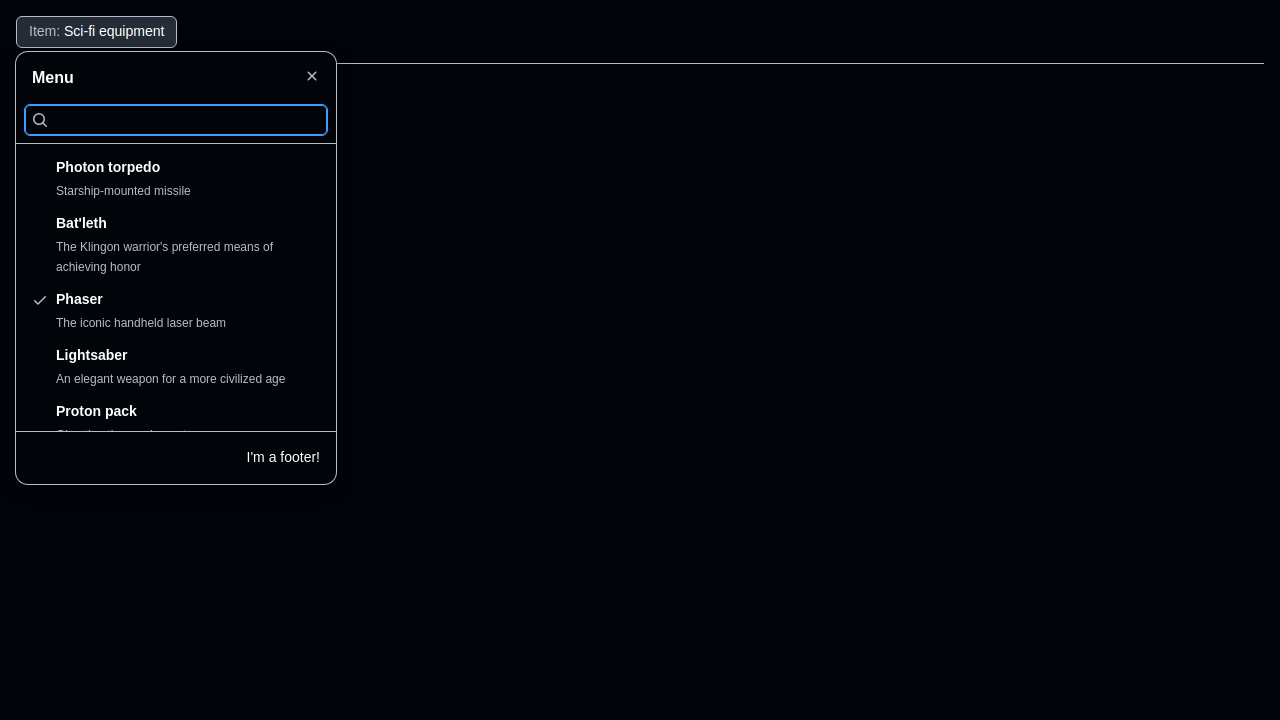 Item: Sci-fi equipment
Menu
Photon torpedo
Starship-mounted missile
Bat'leth
The Klingon warrior's preferred means of
achieving honor
Phaser
The iconic handheld laser beam
Lightsaber
An elegant weapon for a more civilized age
Proton pack
I'm a footer!